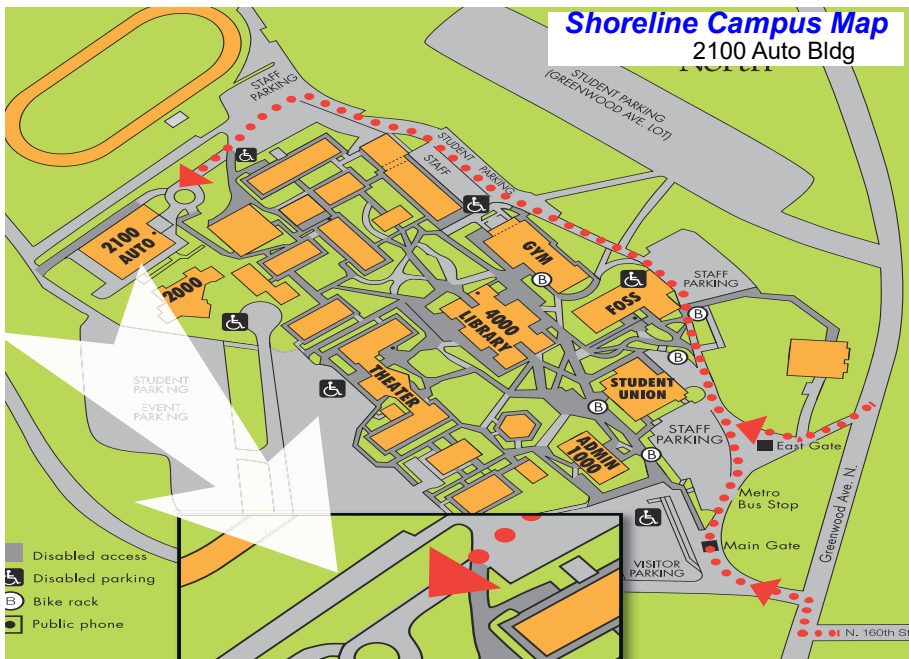 Shoreline Campus Map
2100 Auto Bldg
North
STAFF
PARKING
STUDENT PARKING
(GREENWOOD AVE. LOT)
STUDENT PARKING
STAFF
2100
AUTO
2000
GYM
B
4000
LIBRARY
FOSS
STAFF
PARKING
B
B
STUDENT
PARKING
EVENT
PARKING
THEATER
STUDENT
UNION
B
STAFF
PARKING
ADMIN
1000
B
East Gate
Metro
Bus Stop
Greenwood Ave. N.
Main Gate
VISITOR
PARKING
N. 160th St
Disabled access
Disabled parking
B Bike rack
Public phone